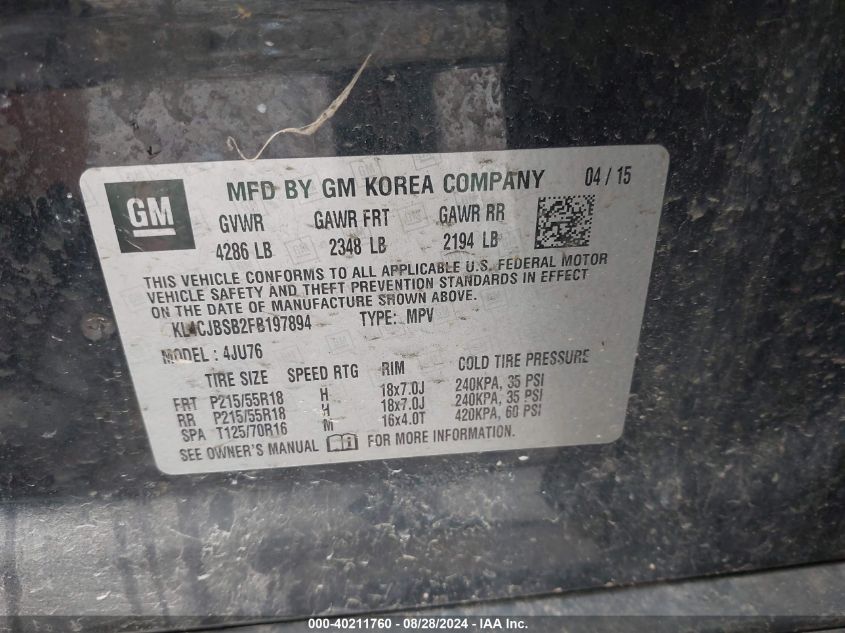 GM
MFD BY GM KOREA COMPANY 04 / 15
GVWR GAWR FRT GAWR RR
4286 LB 2348 LB 2194 LB
THIS VEHICLE CONFORMS TO ALL APPLICABLE U.S. FEDERAL MOTOR
VEHICLE SAFETY AND THEFT PREVENTION STANDARDS IN EFFECT
ON THE DATE OF MANUFACTURE SHOWN ABOVE.
KL4CJBSB2FB197894 TYPE: MPV
MODEL : 4JU76
TIRE SIZE SPEED RTG RIM COLD TIRE PRESSURE
FRT P215/55R18 H 18x7.0J 240KPA, 35 PSI
RR P215/55R18 H 18x7.0J 240KPA, 35 PSI
SPA T125/70R16 M 16x4.0T 420KPA, 60 PSI
SEE OWNER'S MANUAL FOR MORE INFORMATION.
000-40211760 - 08/28/2024 - IAAI Inc.